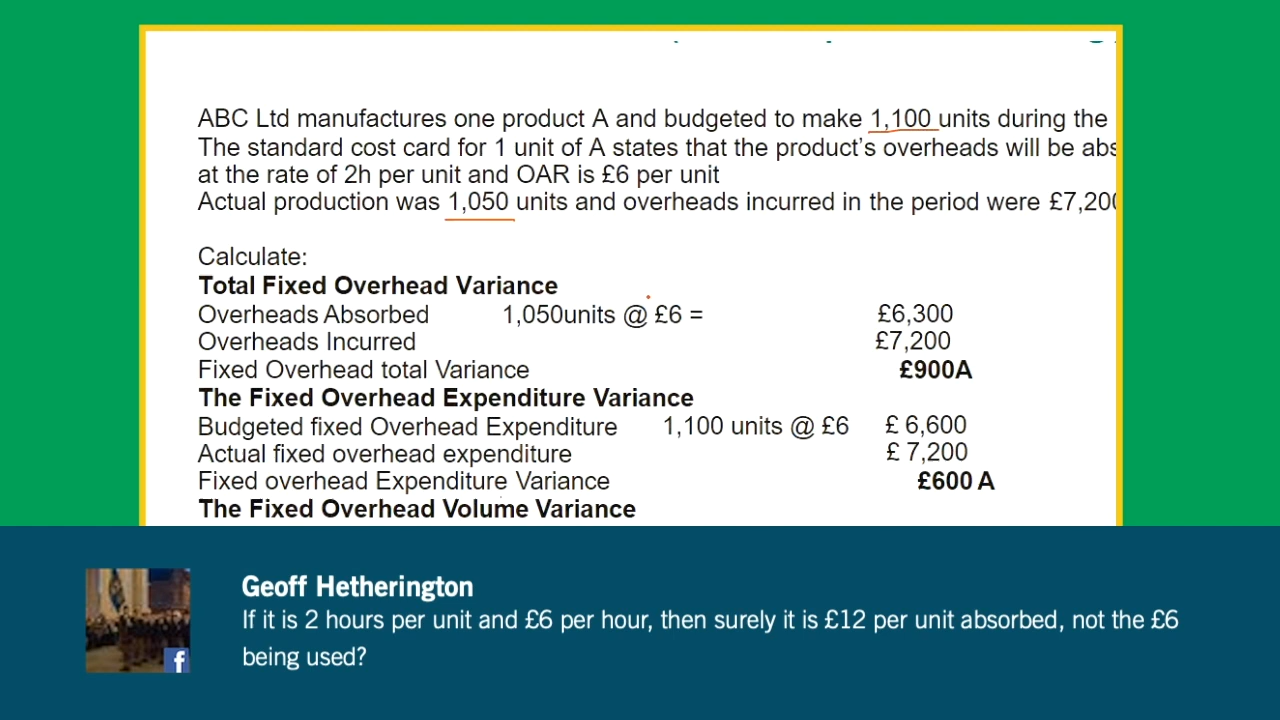 ABC Ltd manufactures one product A and budgeted to make 1,100 units during the
The standard cost card for 1 unit of A states that the product's overheads will be abs
at the rate of 2h per unit and OAR is £6 per unit
Actual production was 1,050 units and overheads incurred in the period were £7,200
Calculate:
Total Fixed Overhead Variance
Overheads Absorbed 1,050units @ £6 = £6,300
Overheads Incurred £7,200
Fixed Overhead total Variance £900A
The Fixed Overhead Expenditure Variance
Budgeted fixed Overhead Expenditure 1,100 units @ £6 £ 6,600
Actual fixed overhead expenditure £ 7,200
Fixed overhead Expenditure Variance £600 A
The Fixed Overhead Volume Variance
Geoff Hetherington
If it is 2 hours per unit and £6 per hour, then surely it is £12 per unit absorbed, not the £6
being used?
f